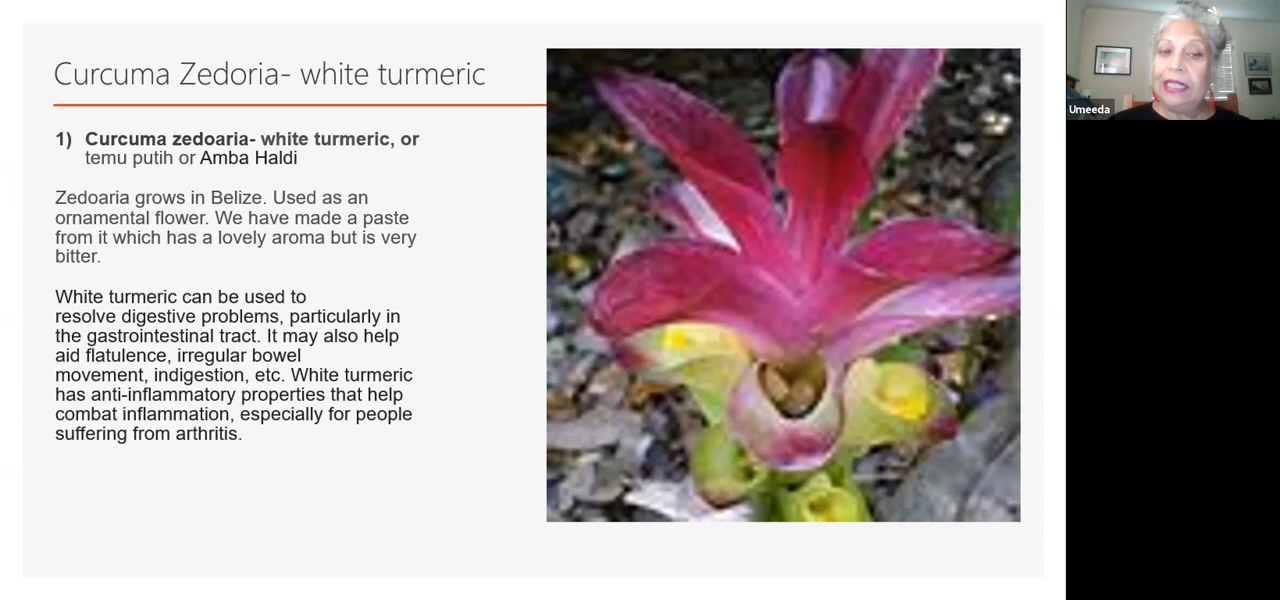 Curcuma Zedoria- white turmeric
1) Curcuma zedoaria- white turmeric, or
temu putih or Amba Haldi
Zedoaria grows in Belize. Used as an
ornamental flower. We have made a paste
from it which has a lovely aroma but is very
bitter.
White turmeric can be used to
resolve digestive problems, particularly in
the gastrointestinal tract. It may also help
aid flatulence, irregular bowel
movement, indigestion, etc. White turmeric
has anti-inflammatory properties that help
combat inflammation, especially for people
suffering from arthritis.
Umeeda